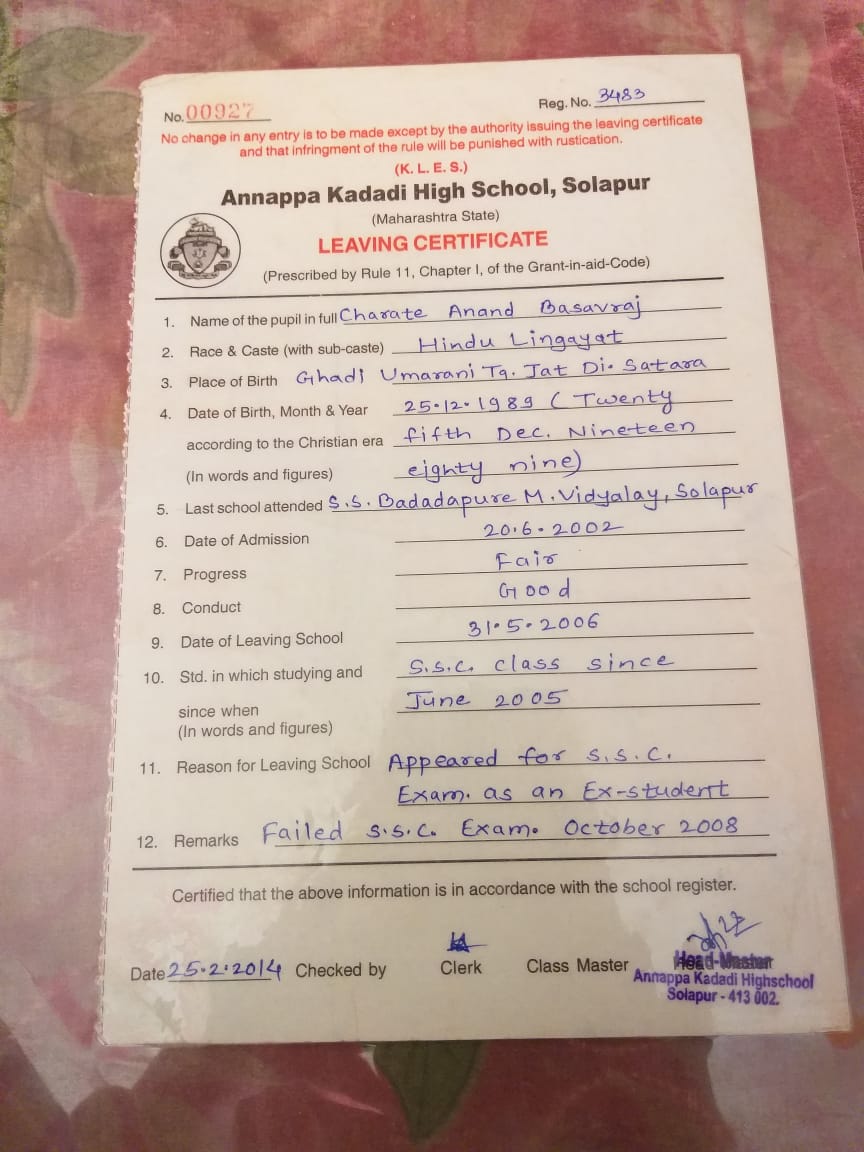 No. 00927
Reg. No. 3483
No change in any entry is to be made except by the authority issuing the leaving certificate
and that infringment of the rule will be punished with rustication.
(K. L. E. S.)
Annappa Kadadi High School, Solapur
(Maharashtra State)
LEAVING CERTIFICATE
(Prescribed by Rule 11, Chapter I, of the Grant-in-aid-Code)
1. Name of the pupil in full Charate Anand Basavraj
2. Race & Caste (with sub-caste) Hindu Lingayat
3. Place of Birth Ghadi Umarani Tq. Jat Di. Satara
4. Date of Birth, Month & Year 25.12.1989 (Twenty
according to the Christian era fifth Dec. Nineteen
(In words and figures) eighty nine)
5. Last school attended S.S. Badadapure M. Vidyalay, Solapur
6. Date of Admission 20.6.2002
7. Progress Fair
8. Conduct Good
9. Date of Leaving School 31.5.2006
10. Std. in which studying and S.S.C. class since
since when June 2005
(In words and figures)
11. Reason for Leaving School Appeared for S.S.C.
Exam. as an Ex-student
12. Remarks Failed S.S.C. Exam. October 2008
Certified that the above information is in accordance with the school register.
Date 25.2.2014 Checked by Clerk Class Master Head-Master
Annappa Kadadi Highschool
Solapur - 413 002.